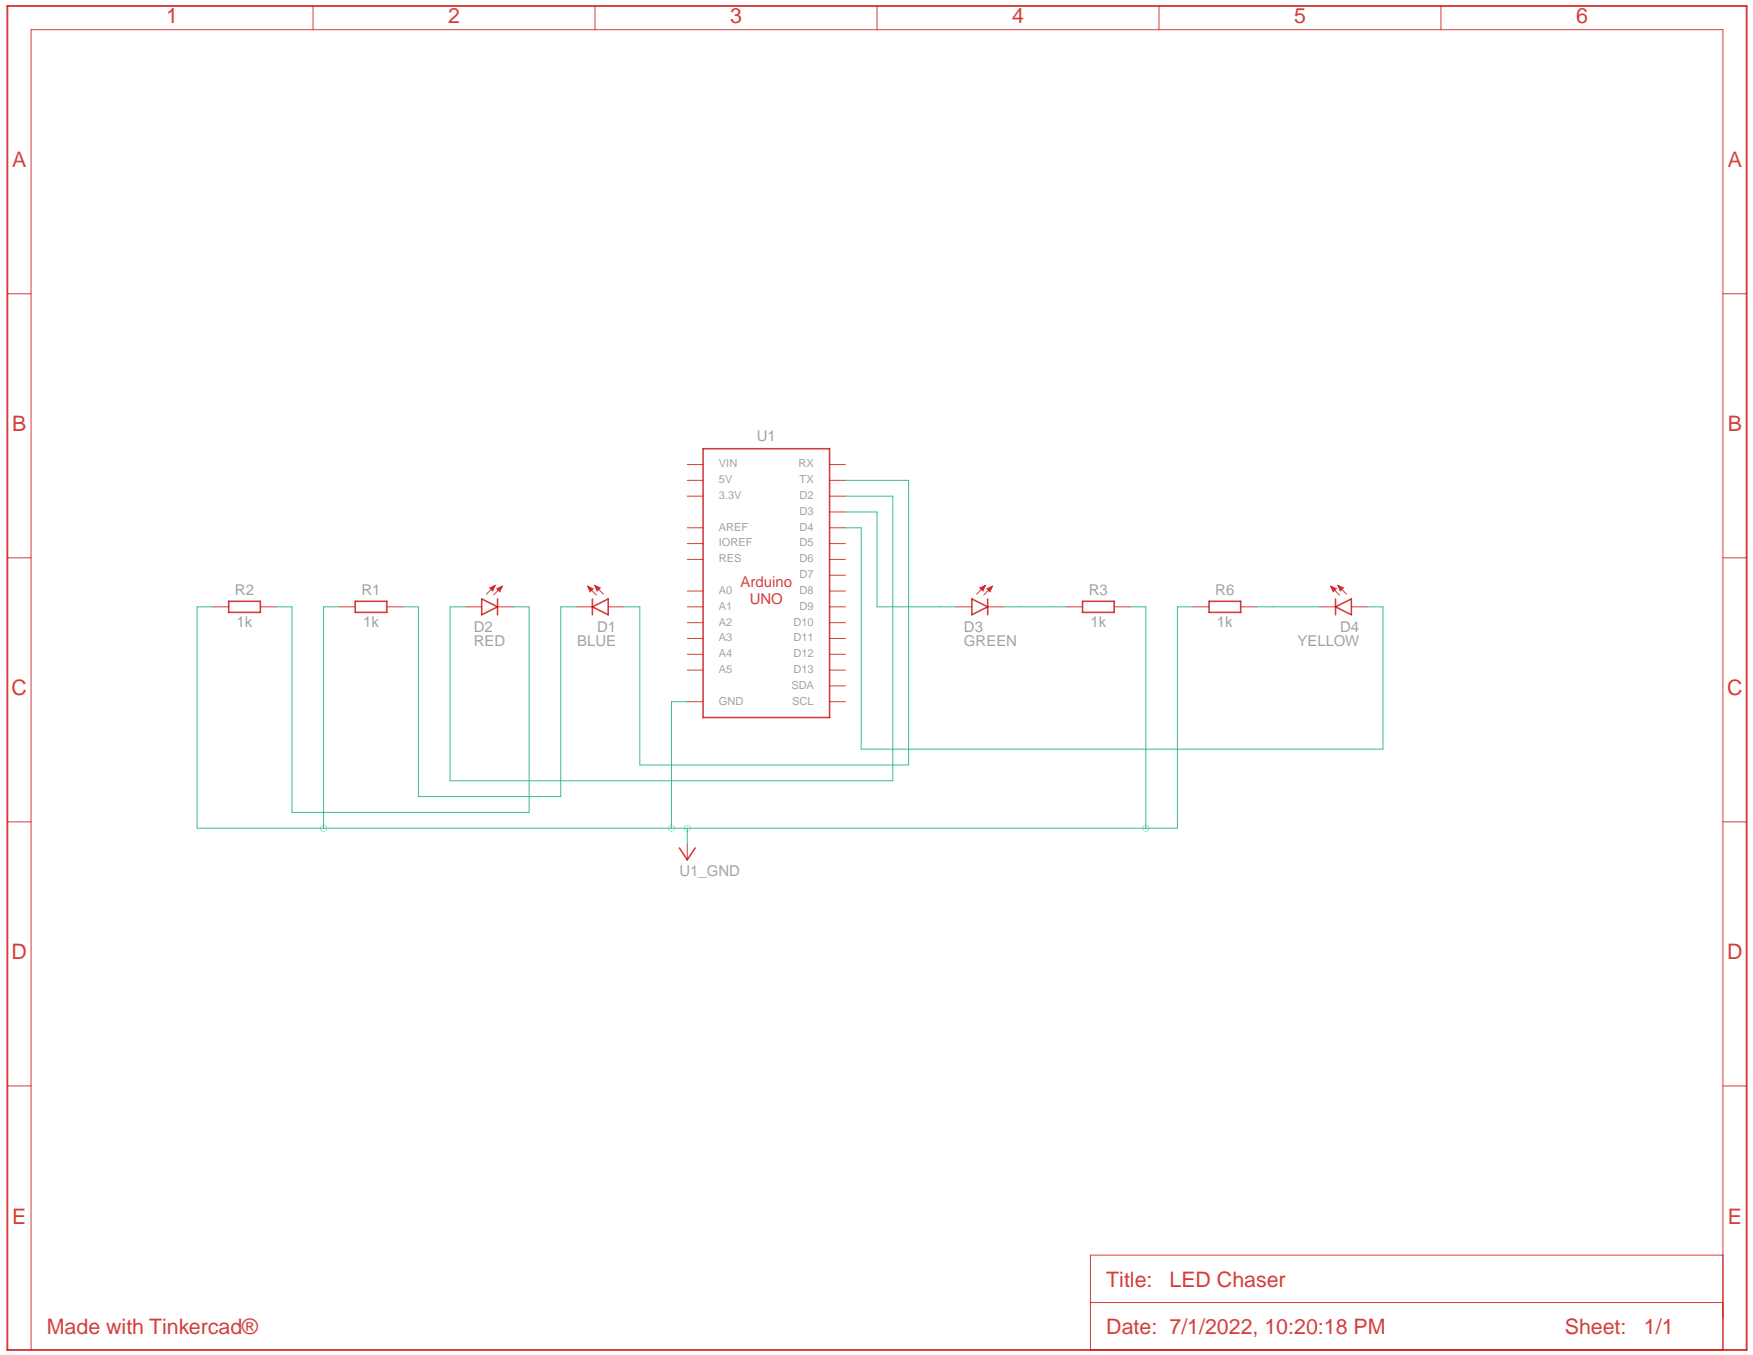 1 2 3 4 5 6
A A
B B
U1
VIN RX
5V TX
3.3V D2
D3
AREF D4
IOREF D5
RES D6
D7
Arduino
UNO
A0 D8
A1 D9
A2 D10
A3 D11
A4 D12
A5 D13
SDA
GND SCL
R2
1k
R1
1k
D2
RED
D1
BLUE
D3
GREEN
R3
1k
R6
1k
D4
YELLOW
C C
U1_GND
D D
E E
Title: LED Chaser
Made with Tinkercad®
Date: 7/1/2022, 10:20:18 PM Sheet: 1/1